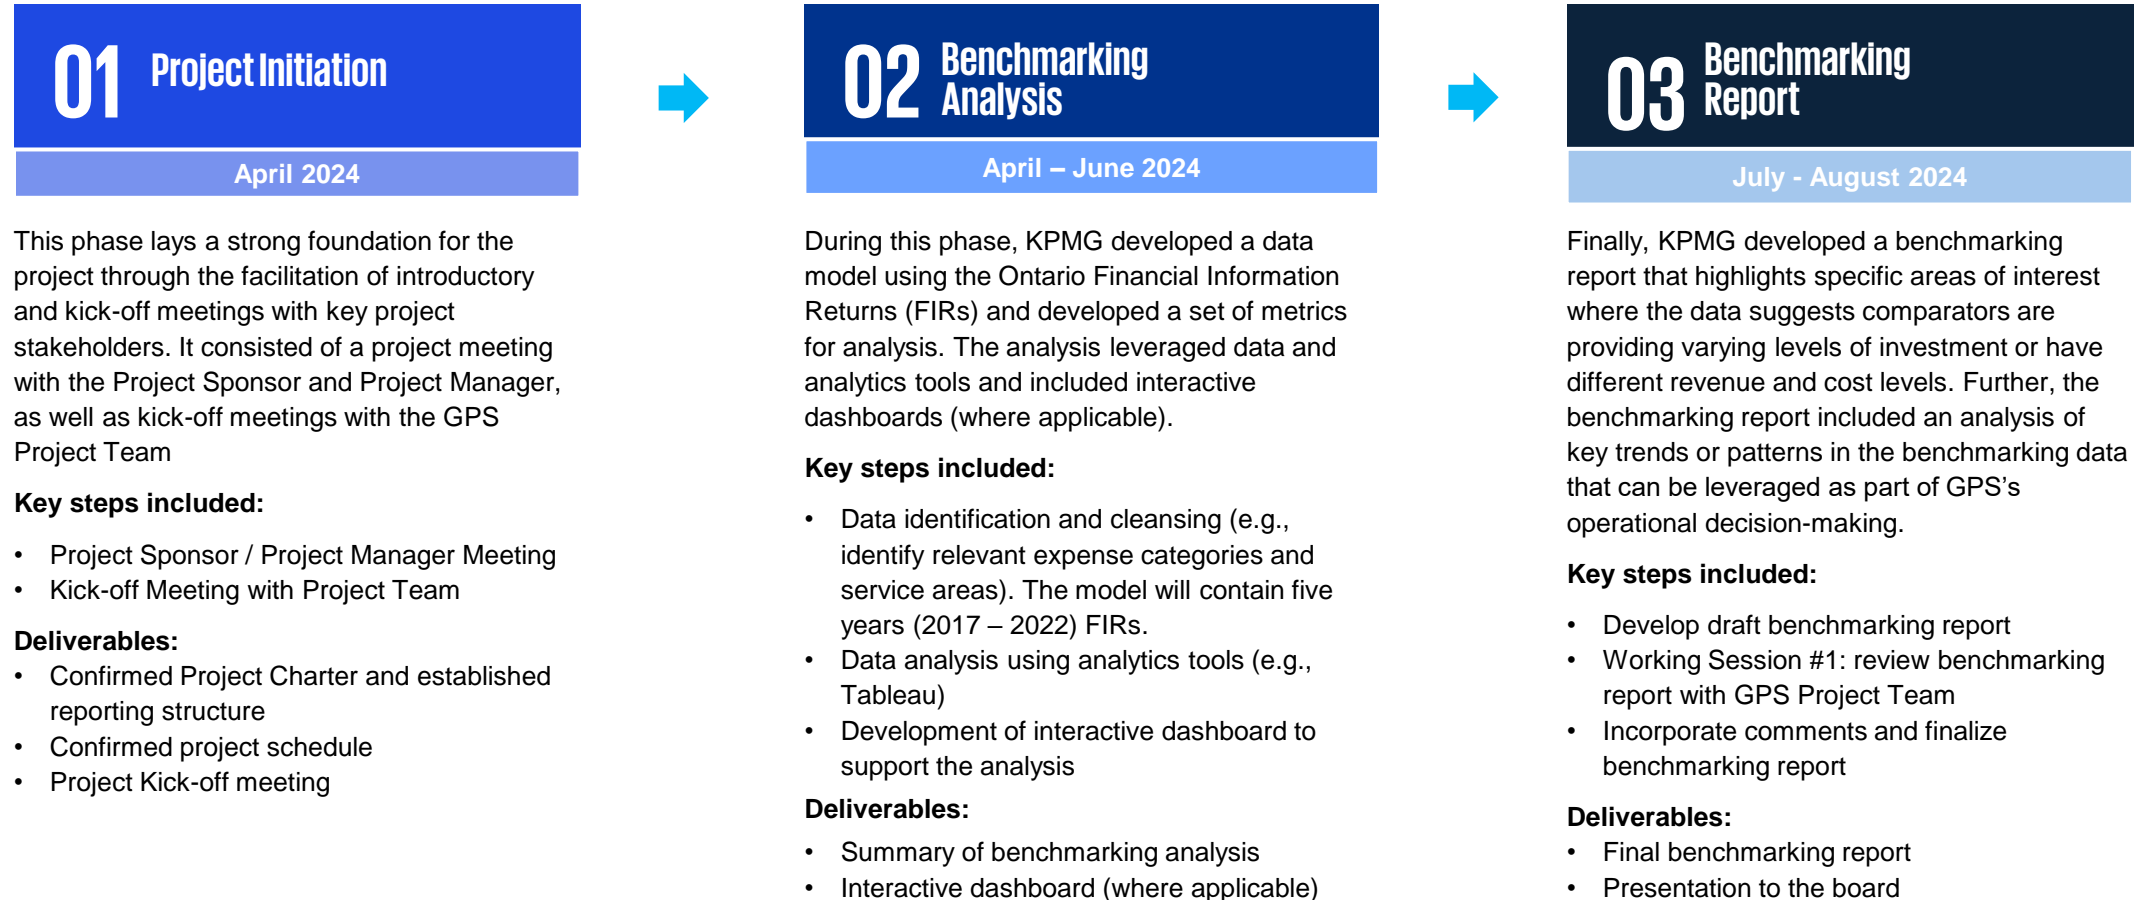 01 Project Initiation
April 2024
This phase lays a strong foundation for the
project through the facilitation of introductory
and kick-off meetings with key project
stakeholders. It consisted of a project meeting
with the Project Sponsor and Project Manager,
as well as kick-off meetings with the GPS
Project Team
Key steps included:
• Project Sponsor / Project Manager Meeting
• Kick-off Meeting with Project Team
Deliverables:
• Confirmed Project Charter and established
reporting structure
• Confirmed project schedule
• Project Kick-off meeting
02 Benchmarking
Analysis
April – June 2024
During this phase, KPMG developed a data
model using the Ontario Financial Information
Returns (FIRs) and developed a set of metrics
for analysis. The analysis leveraged data and
analytics tools and included interactive
dashboards (where applicable).
Key steps included:
• Data identification and cleansing (e.g.,
identify relevant expense categories and
service areas). The model will contain five
years (2017 – 2022) FIRs.
• Data analysis using analytics tools (e.g.,
Tableau)
• Development of interactive dashboard to
support the analysis
Deliverables:
• Summary of benchmarking analysis
• Interactive dashboard (where applicable)
03 Benchmarking
Report
July - August 2024
Finally, KPMG developed a benchmarking
report that highlights specific areas of interest
where the data suggests comparators are
providing varying levels of investment or have
different revenue and cost levels. Further, the
benchmarking report included an analysis of
key trends or patterns in the benchmarking data
that can be leveraged as part of GPS’s
operational decision-making.
Key steps included:
• Develop draft benchmarking report
• Working Session #1: review benchmarking
report with GPS Project Team
• Incorporate comments and finalize
benchmarking report
Deliverables:
• Final benchmarking report
• Presentation to the board